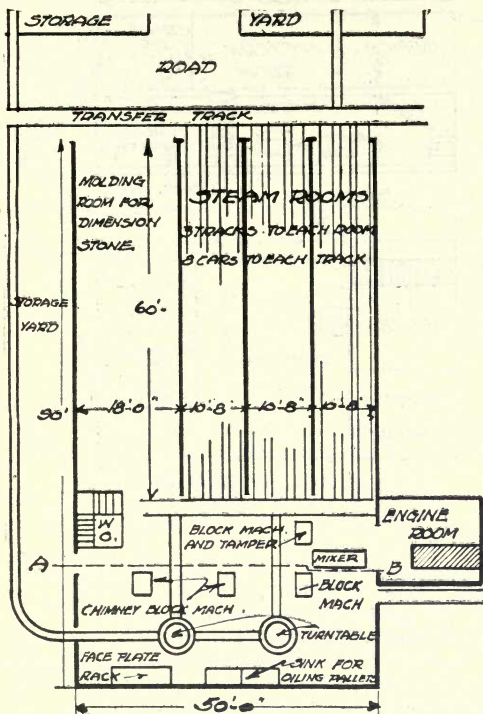 STORAGE
YARD
ROAD
TRANSFER TRACK
MOLDING
ROOM FOR
DIMENSION
STONE.
STEAM ROOMS
3 TRACKS TO EACH ROOM
8 CARS TO EACH TRACK
STORAGE
YARD
60'-
90'
18'-0"
10'-8"
10'-8"
10'-8"
W
C.
BLOCK MACH.
AND TAMPER
ENGINE
ROOM
MIXER
A
B
BLOCK
MACH
CHIMNEY BLOCK MACH.
TURNTABLE
FACE PLATE
RACK
SINK FOR
OILING PALLETS
50'-0"